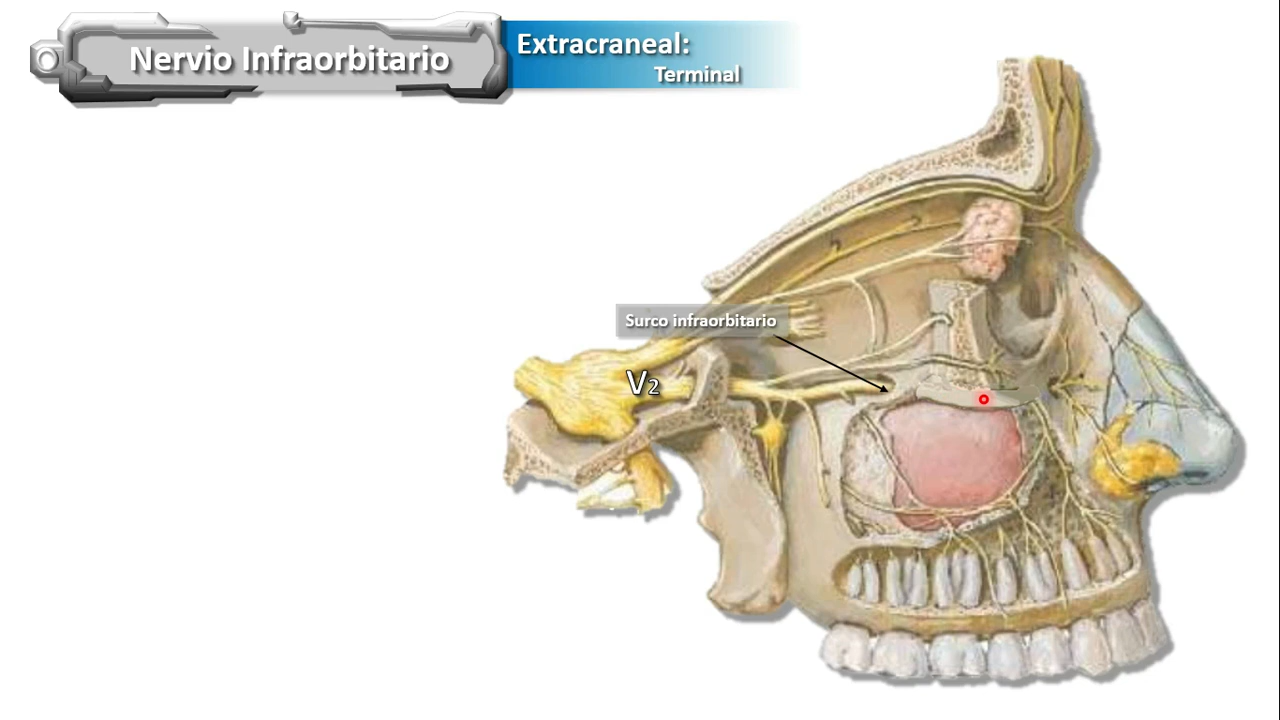 Nervio Infraorbitario
Extracraneal:
Terminal
Surco infraorbitario
V2